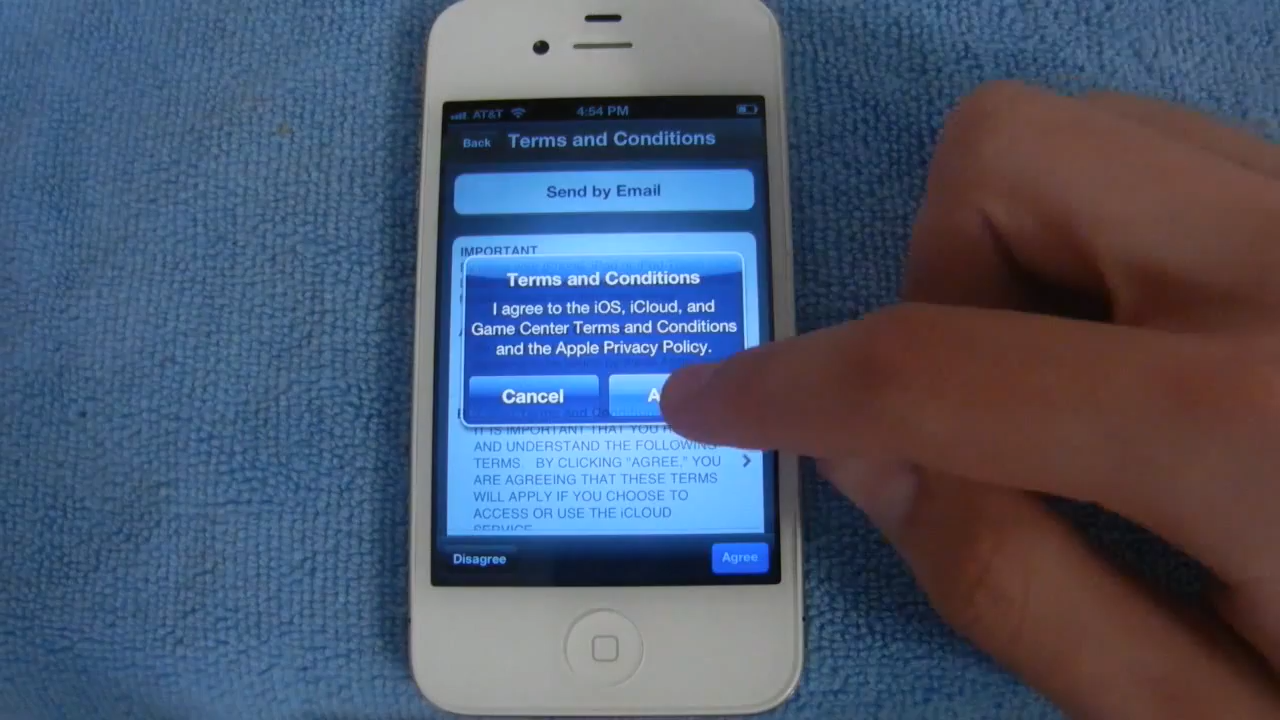 AT&T 4:54 PM
Back Terms and Conditions
Send by Email
IMPORTANT
Terms and Conditions
I agree to the iOS, iCloud, and
Game Center Terms and Conditions
and the Apple Privacy Policy.
Cancel A
IT IS IMPORTANT THAT YOU
AND UNDERSTAND THE FOLLOWING
TERMS. BY CLICKING "AGREE," YOU
ARE AGREEING THAT THESE TERMS
WILL APPLY IF YOU CHOOSE TO
ACCESS OR USE THE iCLOUD
SERVICE
Disagree Agree